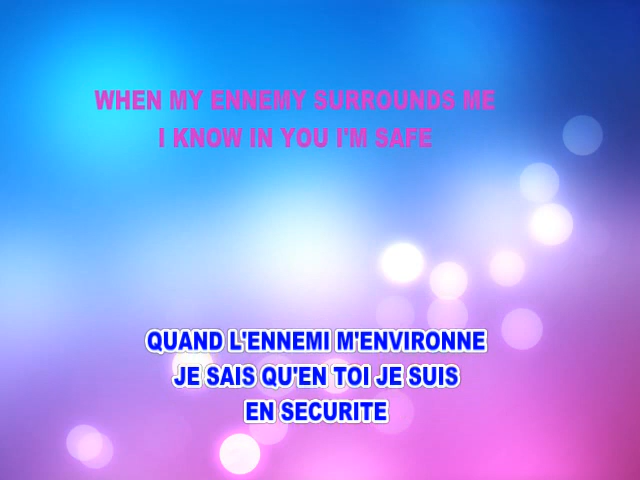 WHEN MY ENNEMY SURROUNDS ME
I KNOW IN YOU I'M SAFE
QUAND L'ENNEMI M'ENVIRONNE
JE SAIS QU'EN TOI JE SUIS
EN SECURITE